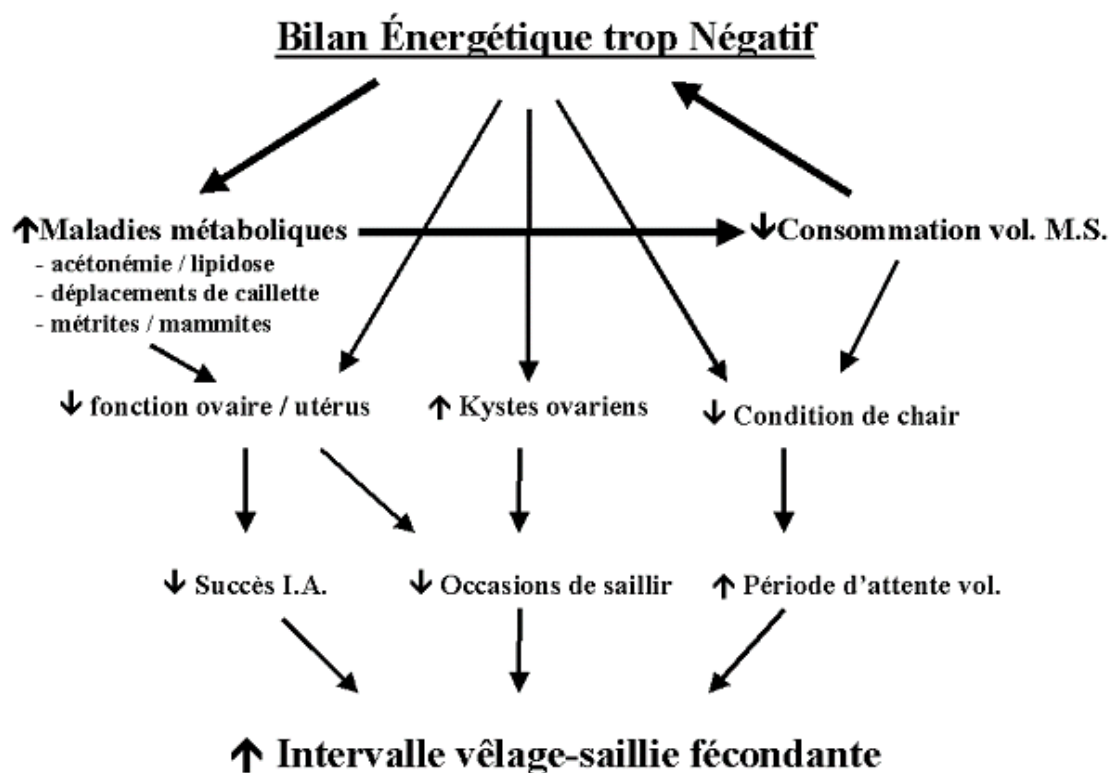 Bilan Énergétique trop Négatif
↑Maladies métaboliques
↓Consommation vol. M.S.
- acétonémie / lipidose
- déplacements de caillette
- métrites / mammites
↓ fonction ovaire / utérus
↑ Kystes ovariens
↓ Condition de chair
↓ Succès I.A.
↓ Occasions de saillir
↑ Période d'attente vol.
↑ Intervalle vêlage-saillie fécondante